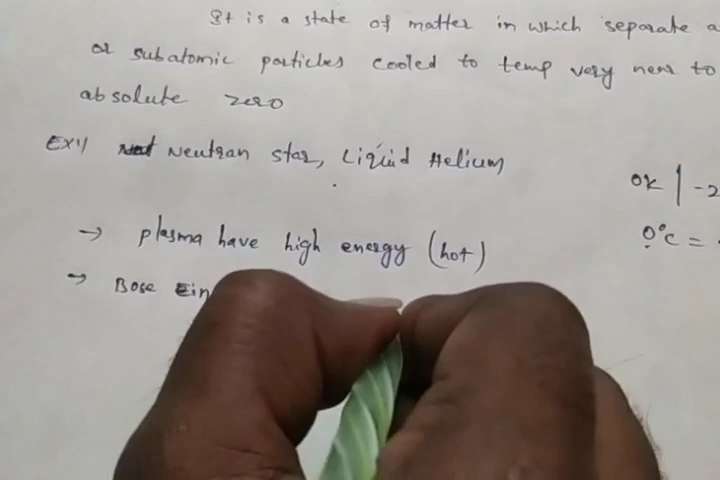 It is a state of matter in which separate a
or subatomic particles cooled to temp very near to
absolute zero
Ex:) Neutran star, Liquid Helium
0K | -2
0°C =
→ plasma have high energy (hot)
→ Bose Ein